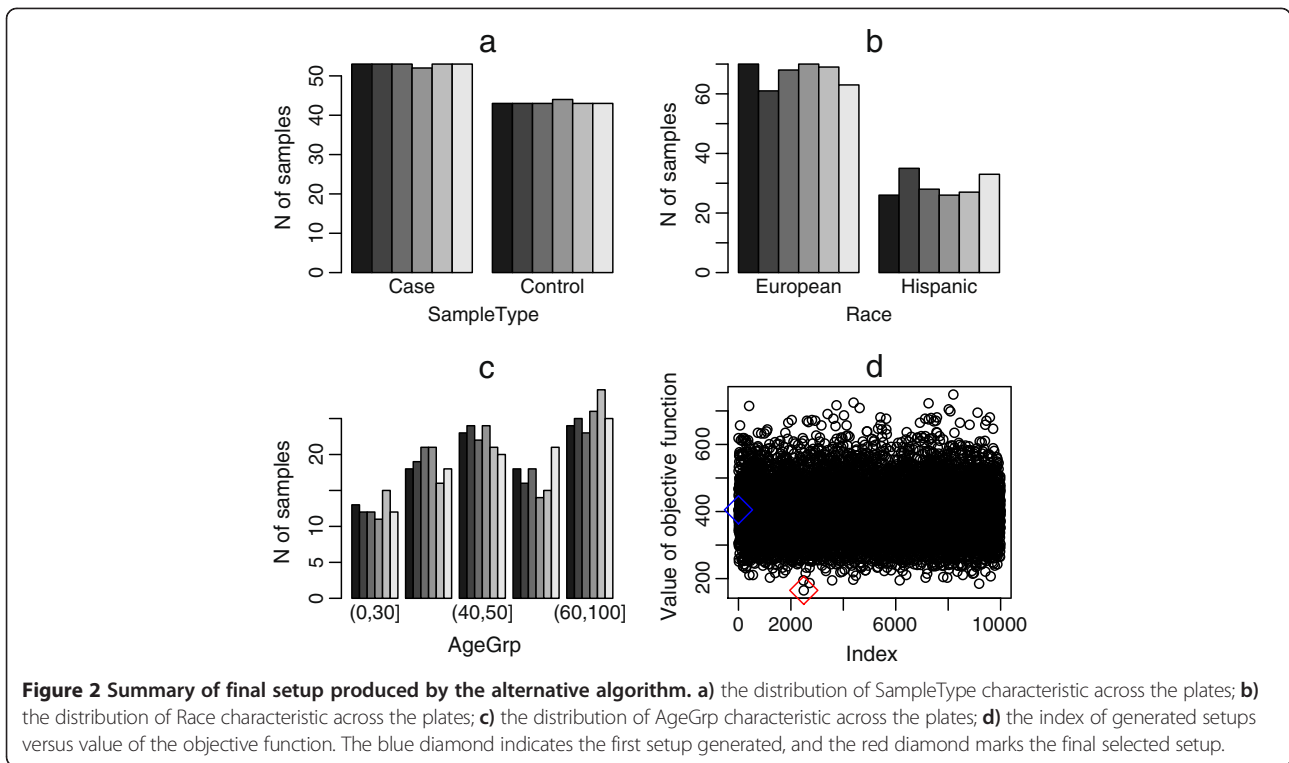 a
N of samples
50
40
30
20
10
0
Case
Control
SampleType
b
N of samples
60
40
20
0
European
Hispanic
Race
c
N of samples
20
10
5
0
(0,30]
(40,50]
(60,100]
AgeGrp
d
Value of objective function
600
400
200
0
2000
6000
10000
Index
Figure 2 Summary of final setup produced by the alternative algorithm. a) the distribution of SampleType characteristic across the plates; b)
the distribution of Race characteristic across the plates; c) the distribution of AgeGrp characteristic across the plates; d) the index of generated setups
versus value of the objective function. The blue diamond indicates the first setup generated, and the red diamond marks the final selected setup.